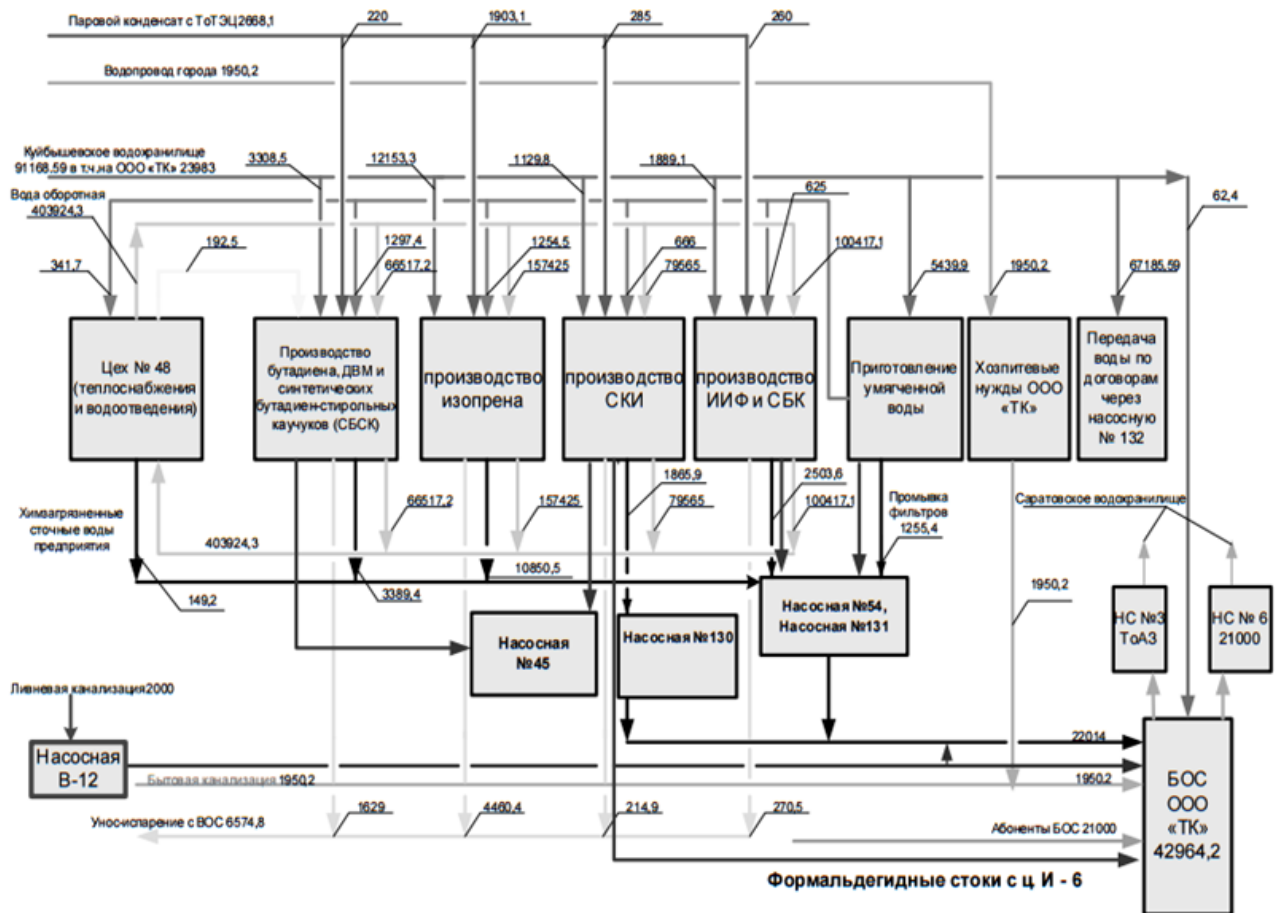 Паровой конденсат с ТоТЭЦ2668,1
220
1903,1
285
260
Водопровод города 1950,2
Куйбышевское водохранилище
91168.59 в т.ч.на ООО «ТК» 23983
3308,5
12153,3
1129.8
1889,1
Вода оборотная
403924,3
625
62,4
192,5
1297,4
1254,5
666
100417,1
341,7
66517,2
157425
79565
5439.9
1950,2
67185,59
Цех № 48
(теплоснабжения
и водоотведения)
Производство
бутадиена, ДВМ и
синтетических
бутадиен-стирольных
каучуков (СБСК)
производство
изопрена
производство
СКИ
производство
ИИФ и СБК
Приготовление
умягченной
воды
Хозпитевые
нужды ООО
«ТК»
Передача
воды по
договорам
через
насосную
№ 132
1865,9
2503,6
66517,2
157425
79565
100417,1
Промывка
фильтров
1255,4
Саратовское водохранилище
Химзагрязненные
сточные воды
предприятия
403924,3
10850,5
149,2
3389,4
1950,2
Насосная №54,
Насосная №131
НС №3
ТоАЗ
НС № 6
21000
Насосная
№45
Насосная №130
Ливневая канализация2000
22014
Насосная
В-12
Бытовая канализация 1950,2
1950.2
БОС
ООО
«ТК»
42964,2
Унос-испарение с ВОС 6574,8
1629
4460,4
214,9
270,5
Абоненты БОС 21000
Формальдегидные стоки с ц. И - 6